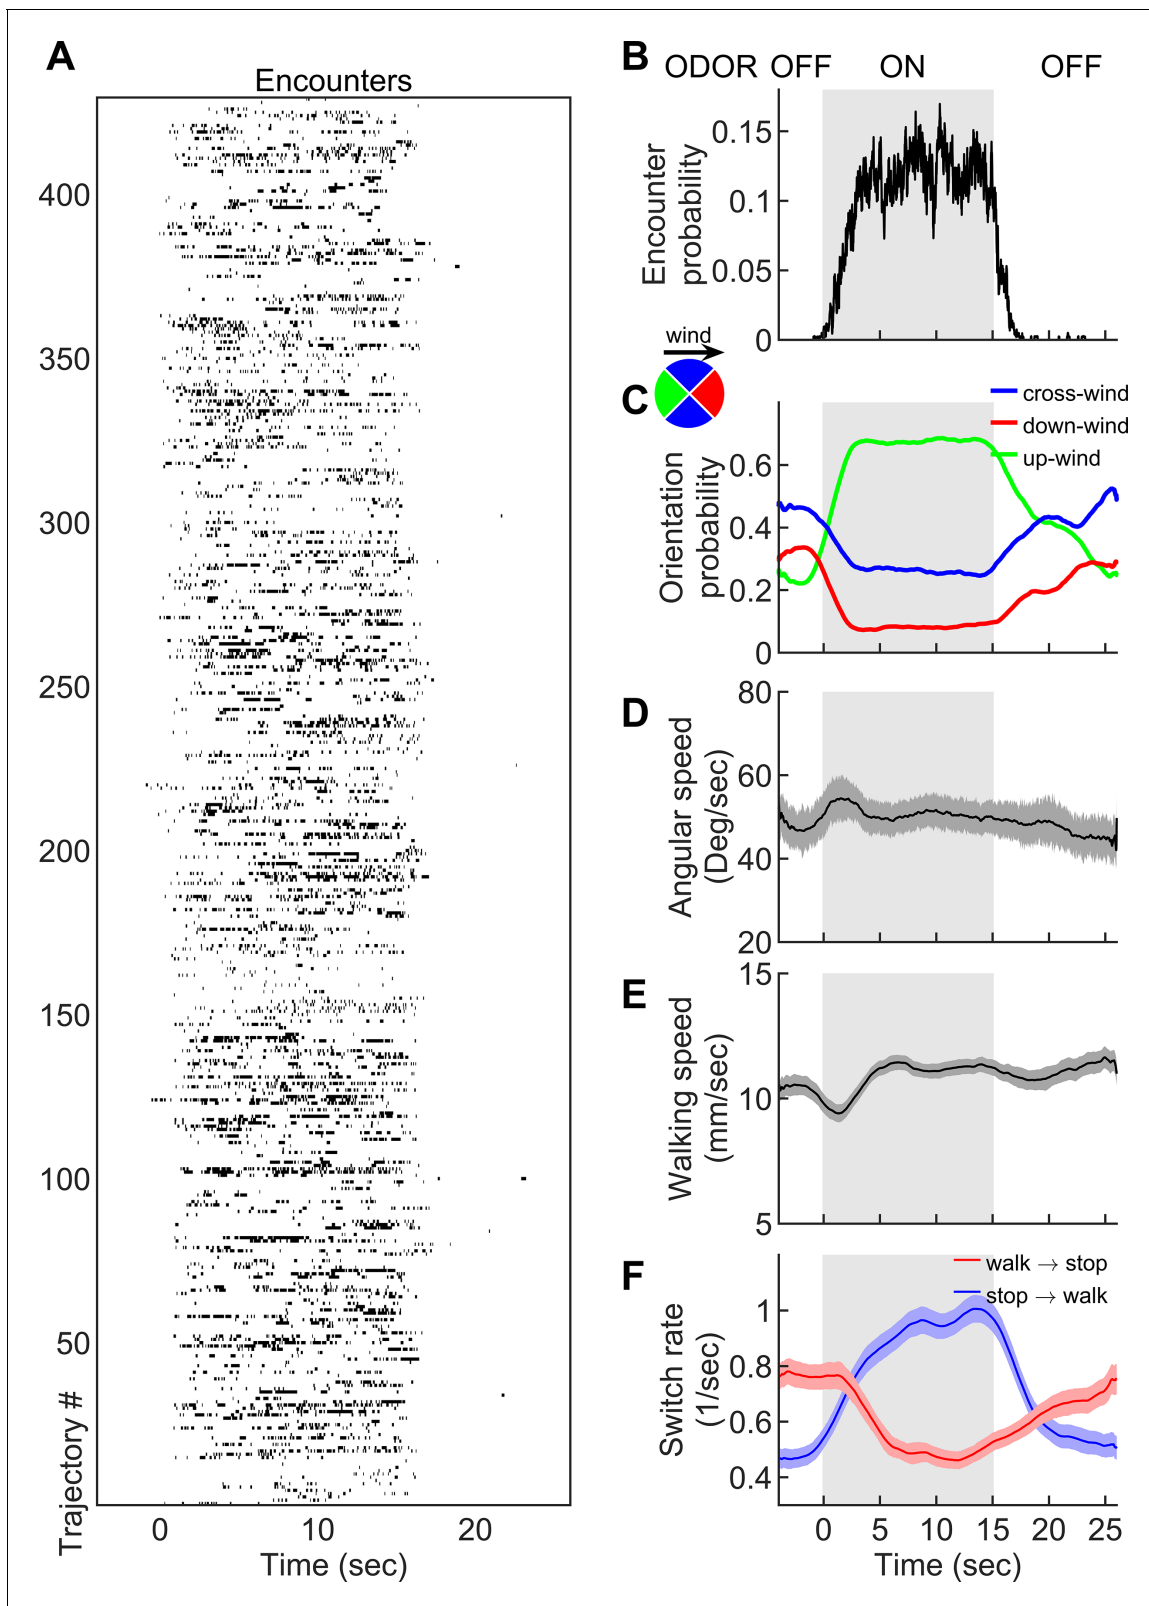 A
Encounters
400
350
300
250
200
150
100
50
Trajectory #
0 10 20
Time (sec)
B ODOR OFF ON OFF
Encounter
probability
0.15
0.1
0.05
0
wind
C
cross-wind
down-wind
up-wind
Orientation
probability
0.6
0.4
0.2
0
D
Angular speed
(Deg/sec)
80
60
40
20
E
Walking speed
(mm/sec)
15
10
5
F
walk → stop
stop → walk
Switch rate
(1/sec)
1
0.8
0.6
0.4
0 5 10 15 20 25
Time (sec)